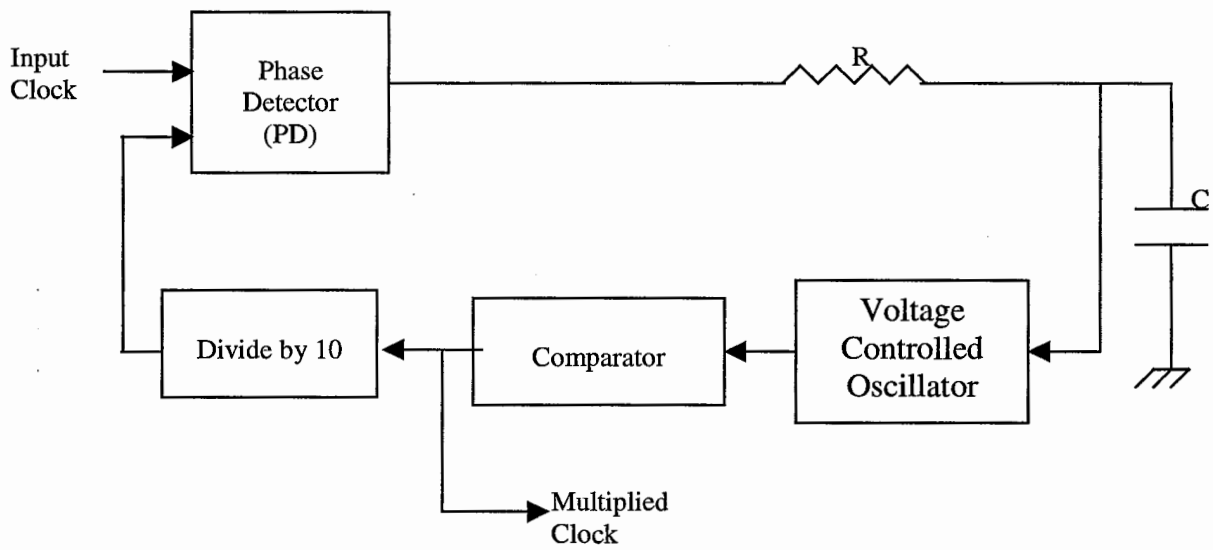 Input
Clock
Phase
Detector
(PD)
R
C
Divide by 10
Comparator
Voltage
Controlled
Oscillator
Multiplied
Clock